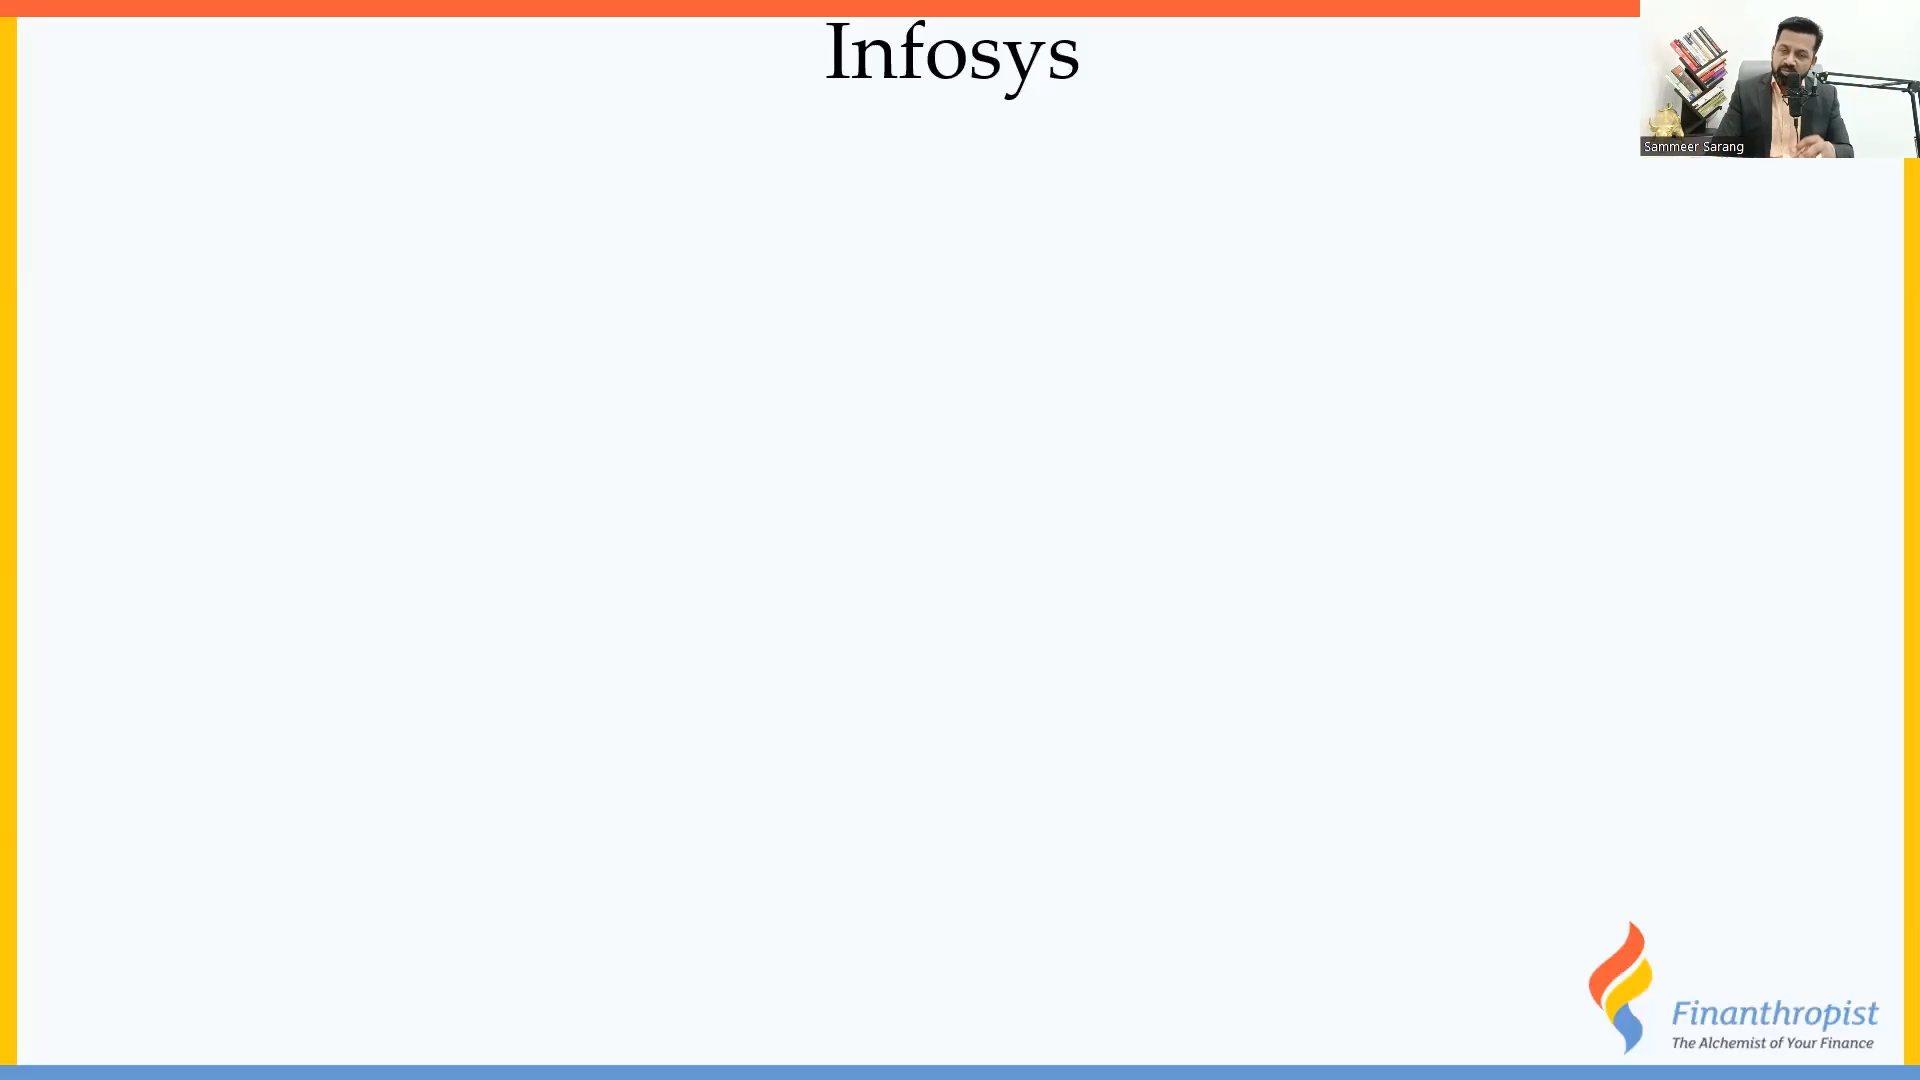 Infosys
Sammeer Sarang
Finanthropist
The Alchemist of Your Finance